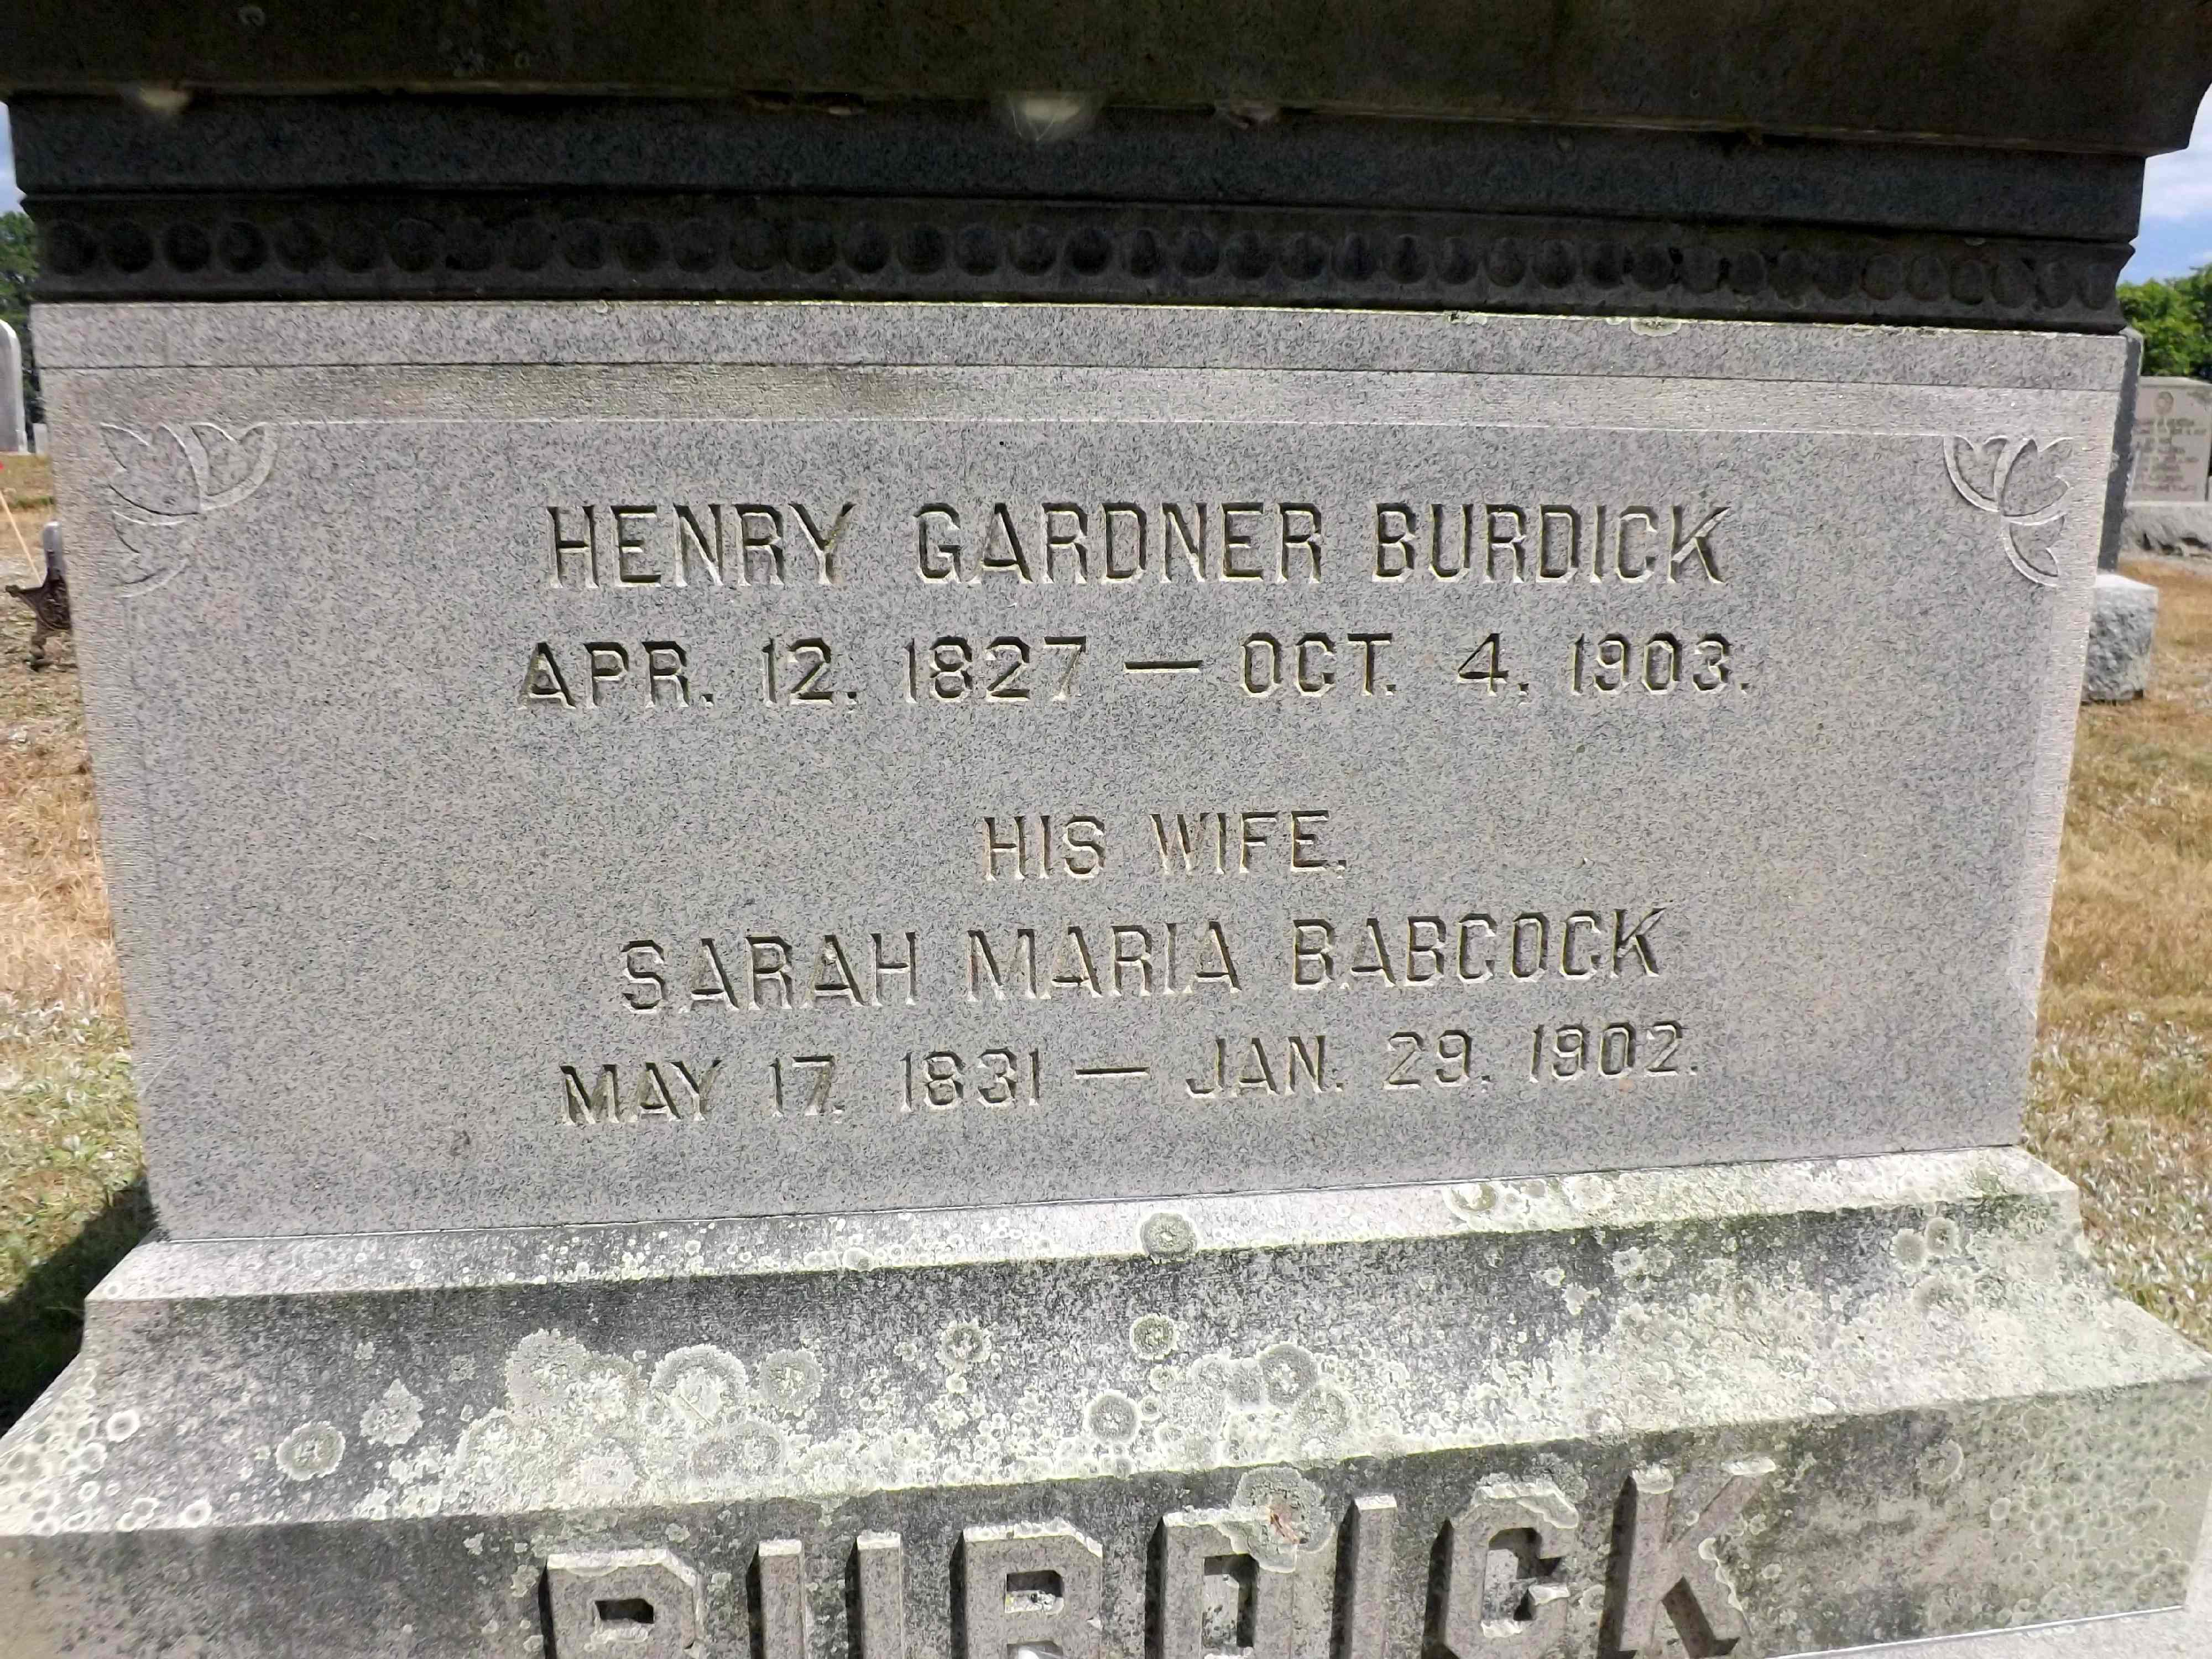 HENRY GARDNER BURDICK
APR. 12, 1827 — OCT. 4, 1903.
HIS WIFE,
SARAH MARIA BABCOCK
MAY 17, 1831 — JAN. 29, 1902.
BURDICK